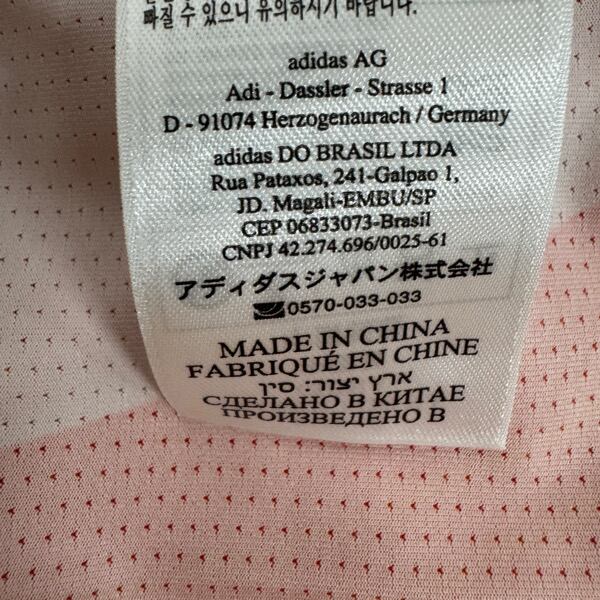 빠질 수 있으니 유의하시기 바랍니다.
adidas AG
Adi - Dassler - Strasse 1
D - 91074 Herzogenaurach / Germany
adidas DO BRASIL LTDA
Rua Pataxos, 241-Galpao 1,
JD. Magali-EMBU/SP
CEP 06833073-Brasil
CNPJ 42.274.696/0025-61
アディダスジャパン株式会社
0570-033-033
MADE IN CHINA
FABRIQUÉ EN CHINE
ארץ יצור: סין
СДЕЛАНО В КИТАЕ
ПРОИЗВЕДЕНО В